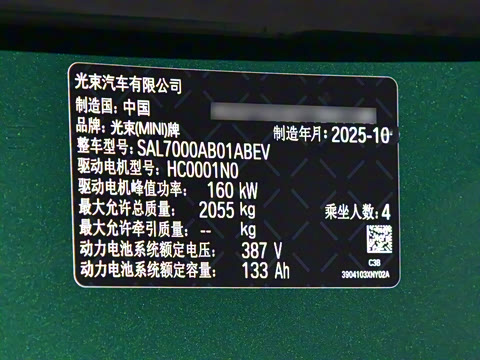 光束汽车有限公司
制造国: 中国
品牌: 光束(MINI)牌 制造年月: 2025-10
整车型号: SAL7000AB01ABEV
驱动电机型号: HC0001N0
驱动电机峰值功率: 160 kW
最大允许总质量: 2055 kg 乘坐人数: 4
最大允许牵引质量: -- kg
动力电池系统额定电压: 387 V
动力电池系统额定容量: 133 Ah
C3B
3904103XHY02A